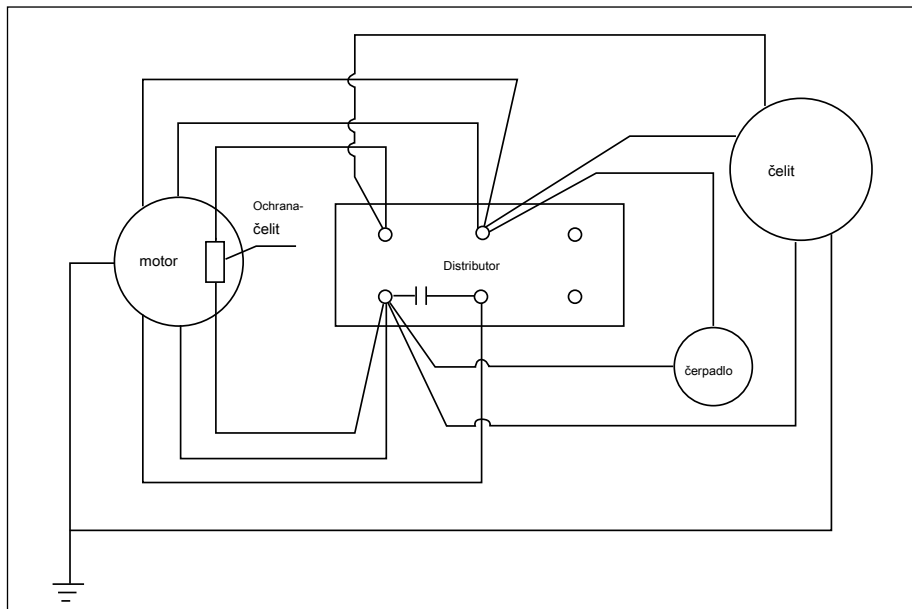 čelit
Ochrana-
čelit
motor
Distributor
čerpadlo